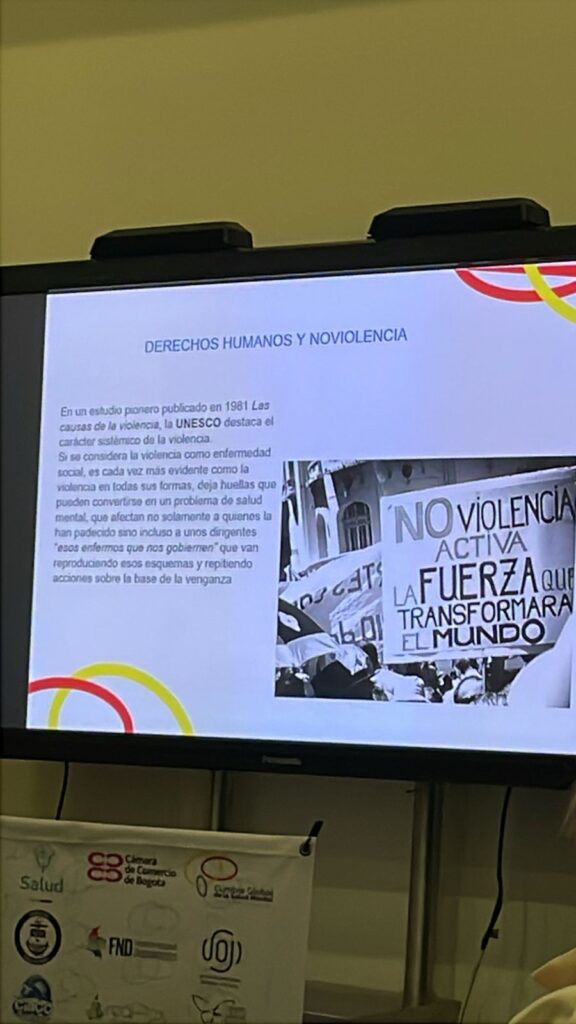 DERECHOS HUMANOS Y NOVIOLENCIA
En un estudio pionero publicado en 1981 Las
causas de la violencia, la UNESCO destaca el
carácter sistémico de la violencia.
Si se considera la violencia como enfermedad
social, es cada vez más evidente como la
violencia en todas sus formas, deja huellas que
pueden convertirse en un problema de salud
mental, que afectan no solamente a quienes la
han padecido sino incluso a unos dirigentes
"esos enfermos que nos gobiernen" que van
reproduciendo esos esquemas y repitiendo
acciones sobre la base de la venganza
NO VIOLENCIA
ACTIVA
LA FUERZA QUE
TRANSFORMARA
EL MUNDO
Salud
Cámara
de Comercio
de Bogotá
Cumbre Global
de la Salud Mental
FND